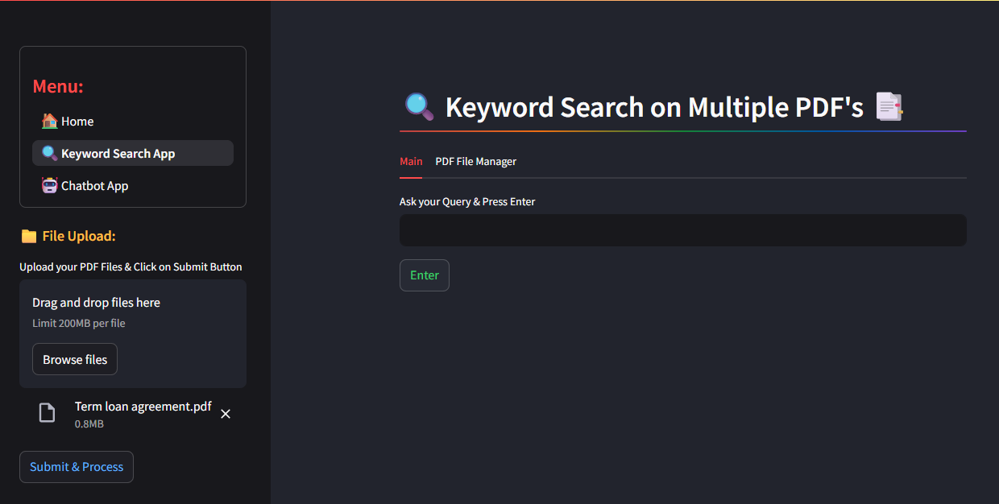 Menu:
Home
Keyword Search App
Chatbot App
File Upload:
Upload your PDF Files & Click on Submit Button
Drag and drop files here
Limit 200MB per file
Browse files
Term loan agreement.pdf
0.8MB
Submit & Process
Keyword Search on Multiple PDF's
Main PDF File Manager
Ask your Query & Press Enter
Enter